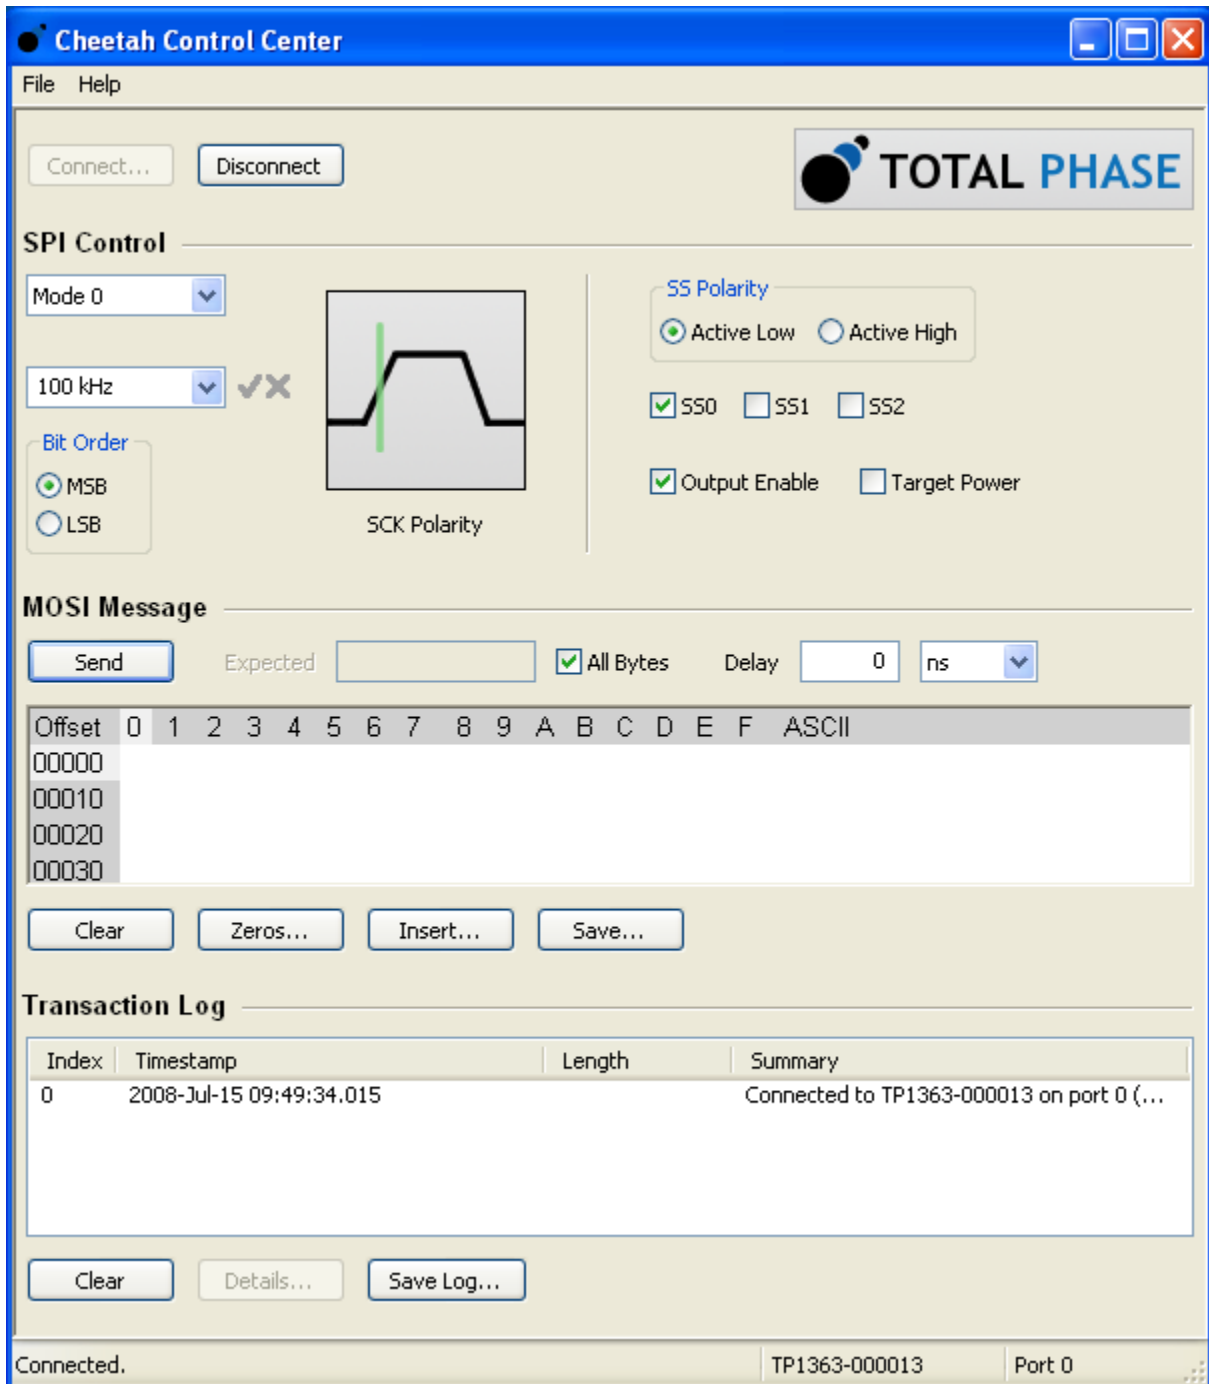 Cheetah Control Center
File Help
Connect... Disconnect
TOTAL PHASE
SPI Control
Mode 0
SS Polarity
Active Low Active High
100 kHz
SS0 SS1 SS2
Bit Order
MSB
Output Enable Target Power
LSB
SCK Polarity
MOSI Message
Send Expected All Bytes Delay 0 ns
Offset 0 1 2 3 4 5 6 7 8 9 A B C D E F ASCII
00000
00010
00020
00030
Clear Zeros... Insert... Save...
Transaction Log
Index Timestamp Length Summary
0 2008-Jul-15 09:49:34.015 Connected to TP1363-000013 on port 0 (...
Clear Details... Save Log...
Connected. TP1363-000013 Port 0